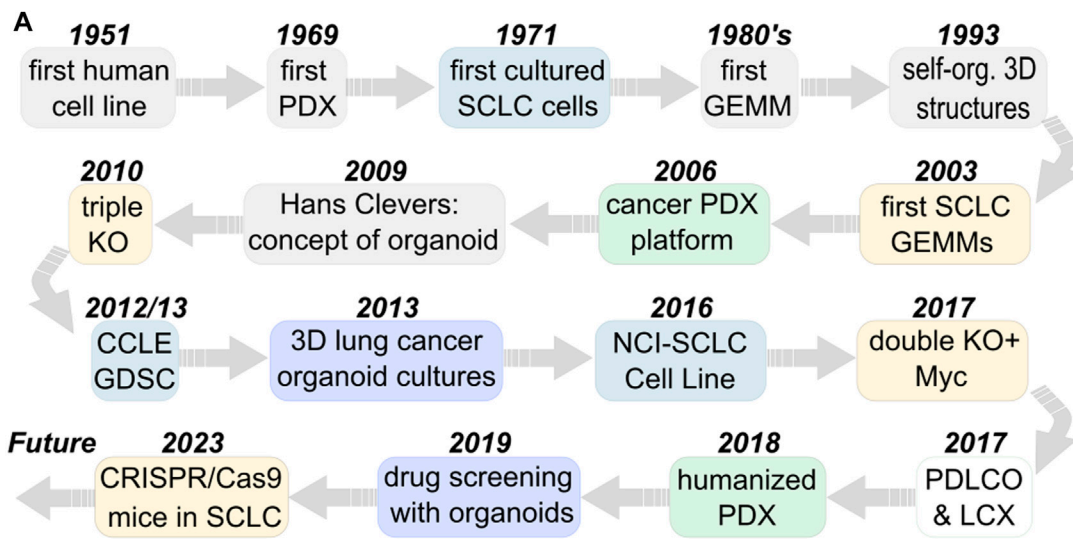 A
1951
first human
cell line
1969
first
PDX
1971
first cultured
SCLC cells
1980's
first
GEMM
1993
self-org. 3D
structures
2003
first SCLC
GEMMs
2006
cancer PDX
platform
2009
Hans Clevers:
concept of organoid
2010
triple
KO
2012/13
CCLE
GDSC
2013
3D lung cancer
organoid cultures
2016
NCI-SCLC
Cell Line
2017
double KO+
Myc
2017
PDLCO
& LCX
2018
humanized
PDX
2019
drug screening
with organoids
2023
CRISPR/Cas9
mice in SCLC
Future